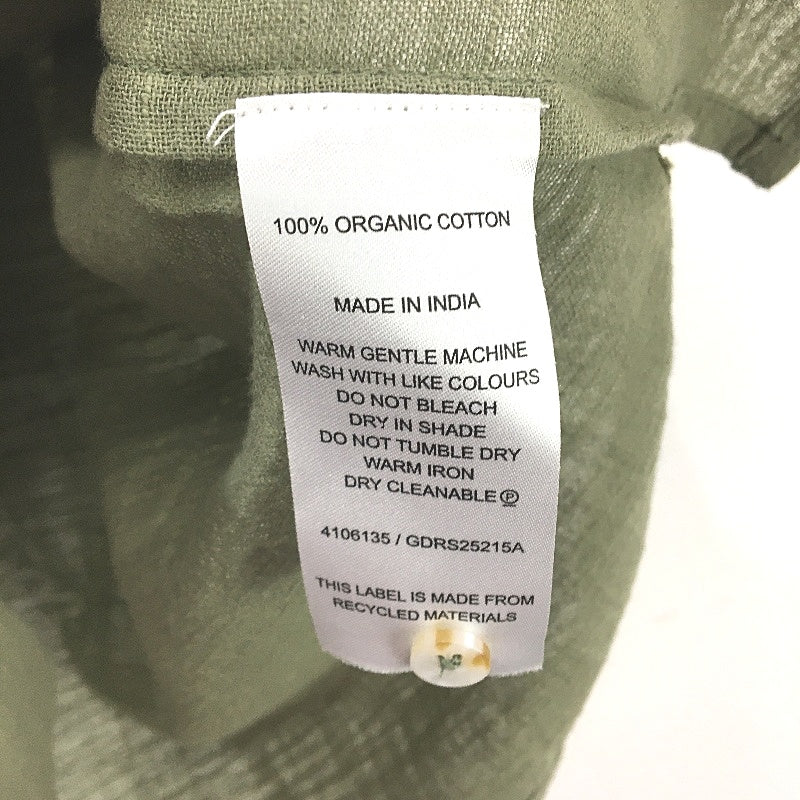 100% ORGANIC COTTON
MADE IN INDIA
WARM GENTLE MACHINE
WASH WITH LIKE COLOURS
DO NOT BLEACH
DRY IN SHADE
DO NOT TUMBLE DRY
WARM IRON
DRY CLEANABLE Ⓟ
4106135 / GDRS25215A
THIS LABEL IS MADE FROM
RECYCLED MATERIALS